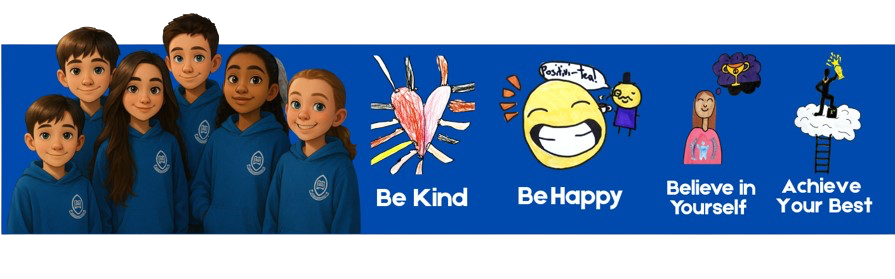 Positivi-tea!
Be Kind
Be Happy
Believe in
Yourself
Achieve
Your Best